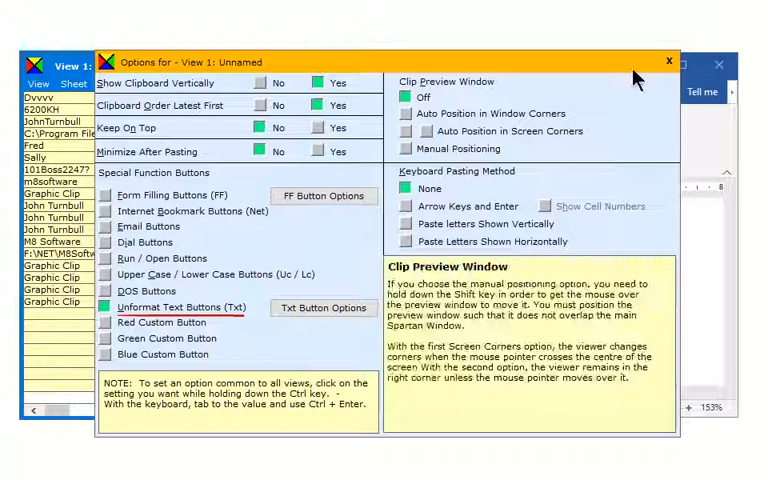 View 1:
View Sheet
Dvvvv
6200KH
JohnTurnbull
C:\Program File
Fred
Sally
101Boss2247?
m8software
Graphic Clip
John Turnbull
John Turnbull
John Turnbull
M8 Software
F:\NET\M8Softw
Graphic Clip
Graphic Clip
Graphic Clip
Graphic Clip
Options for - View 1: Unnamed
x
Show Clipboard Vertically No Yes
Clipboard Order Latest First No Yes
Keep On Top No Yes
Minimize After Pasting No Yes
Special Function Buttons
Form Filling Buttons (FF) FF Button Options
Internet Bookmark Buttons (Net)
Email Buttons
Dial Buttons
Run / Open Buttons
Upper Case / Lower Case Buttons (Uc / Lc)
DOS Buttons
Unformat Text Buttons (Txt) Txt Button Options
Red Custom Button
Green Custom Button
Blue Custom Button
NOTE: To set an option common to all views, click on the
setting you want while holding down the Ctrl key. -
With the keyboard, tab to the value and use Ctrl + Enter.
Clip Preview Window
Off
Auto Position in Window Corners
Auto Position in Screen Corners
Manual Positioning
Keyboard Pasting Method
None
Arrow Keys and Enter Show Cell Numbers
Paste letters Shown Vertically
Paste Letters Shown Horizontally
Clip Preview Window
If you choose the manual positioning option, you need to
hold down the Shift key in order to get the mouse over
the preview window to move it. You must position the
preview window such that it does not overlap the main
Spartan Window.
With the first Screen Corners option, the viewer changes
corners when the mouse pointer crosses the centre of the
screen With the second option, the viewer remains in the
right corner unless the mouse pointer moves over it.
Tell me
8
153%